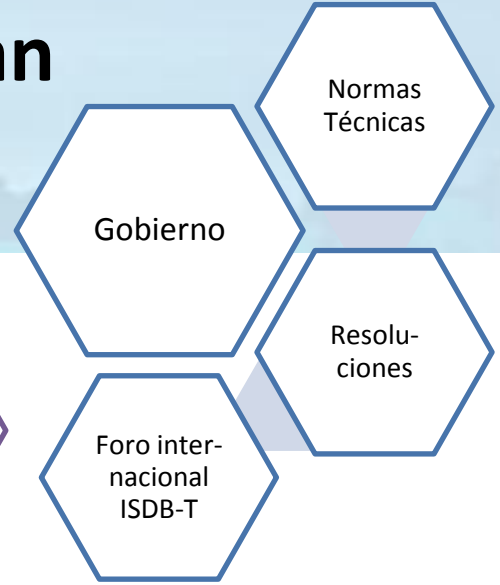 an
Normas
Técnicas
Gobierno
Resolu-
ciones
Foro inter-
nacional
ISDB-T